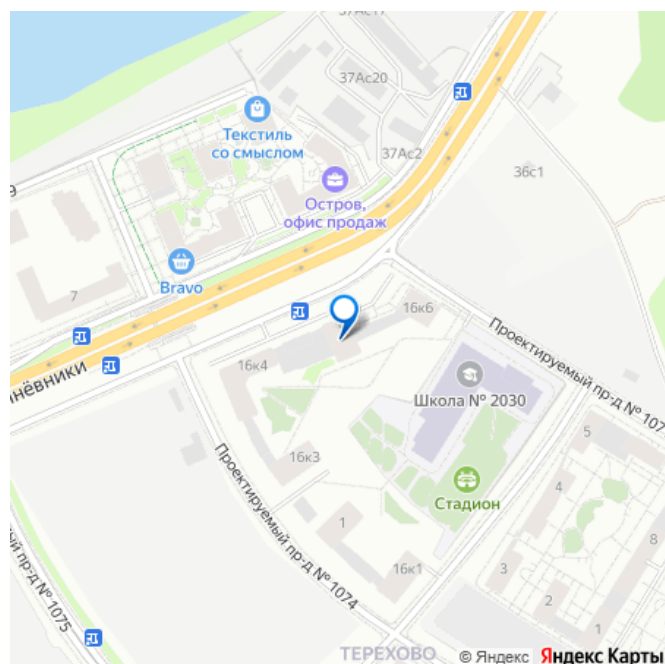 37Ас17
37Ас20
Текстиль
со смыслом
37Ас2
36с1
Остров,
офис продаж
Bravo
7
16к6
16к4
Проектируемый пр-д № 107
нёвники
Школа № 2030
5
16к3
4
Стадион
Проектируемый пр-д № 1074
1
8
3
16к1
2
1
ый пр-д № 1075
ТЕРЕХОВО
© Яндекс Яндекс Карты